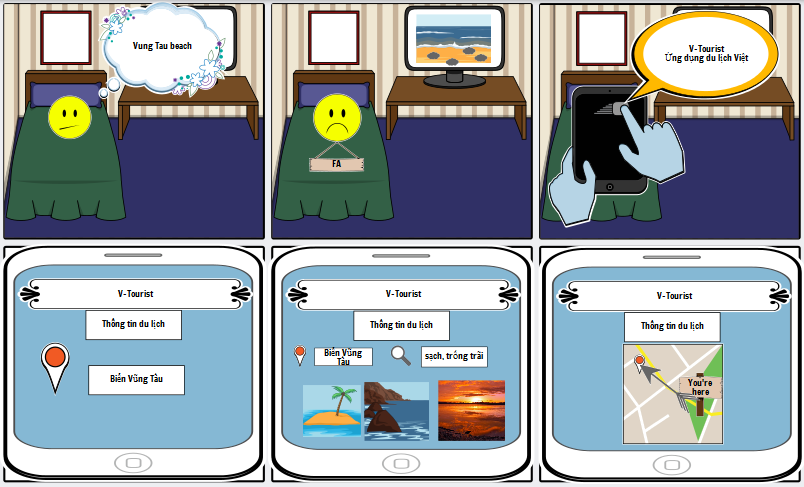 Vung Tau beach
FA
V-Tourist
Ứng dụng du lịch Việt
V-Tourist
Thông tin du lịch
Biển Vũng Tàu
V-Tourist
Thông tin du lịch
Biển Vũng
Tàu
sạch, trống trải
V-Tourist
Thông tin du lịch
You're
here